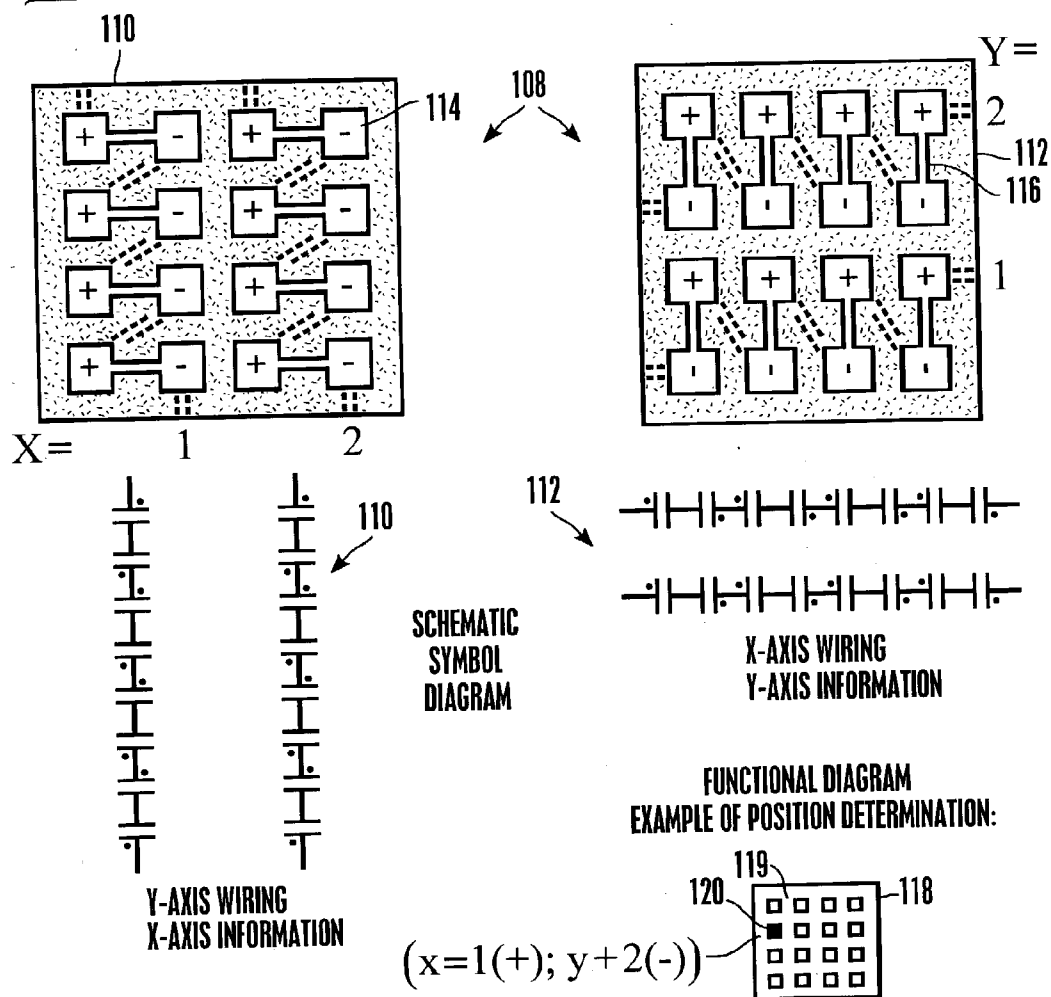 110
108
Y=
+ - + -
114
+ + + +
2
112
116
+ - + -
- - - -
+ - + -
+ + + +
1
+ - + -
- - - -
X= 1 2
110
112
SCHEMATIC
SYMBOL
DIAGRAM
X-AXIS WIRING
Y-AXIS INFORMATION
FUNCTIONAL DIAGRAM
EXAMPLE OF POSITION DETERMINATION:
119
120
118
Y-AXIS WIRING
X-AXIS INFORMATION
(x=1(+); y+2(-))